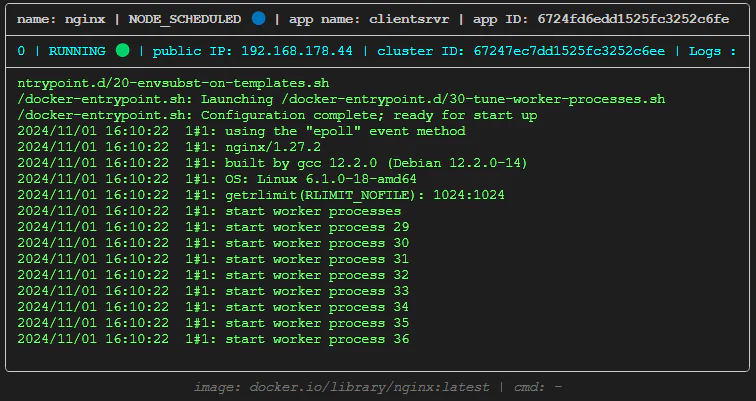 name: nginx | NODE_SCHEDULED 🔵 | app name: clientsrvr | app ID: 6724fd6edd1525fc3252c6fe
0 | RUNNING 🟢 | public IP: 192.168.178.44 | cluster ID: 67247ec7dd1525fc3252c6ee | Logs :
ntrypoint.d/20-envsubst-on-templates.sh
/docker-entrypoint.sh: Launching /docker-entrypoint.d/30-tune-worker-processes.sh
/docker-entrypoint.sh: Configuration complete; ready for start up
2024/11/01 16:10:22  1#1: using the "epoll" event method
2024/11/01 16:10:22  1#1: nginx/1.27.2
2024/11/01 16:10:22  1#1: built by gcc 12.2.0 (Debian 12.2.0-14)
2024/11/01 16:10:22  1#1: OS: Linux 6.1.0-18-amd64
2024/11/01 16:10:22  1#1: getrlimit(RLIMIT_NOFILE): 1024:1024
2024/11/01 16:10:22  1#1: start worker processes
2024/11/01 16:10:22  1#1: start worker process 29
2024/11/01 16:10:22  1#1: start worker process 30
2024/11/01 16:10:22  1#1: start worker process 31
2024/11/01 16:10:22  1#1: start worker process 32
2024/11/01 16:10:22  1#1: start worker process 33
2024/11/01 16:10:22  1#1: start worker process 34
2024/11/01 16:10:22  1#1: start worker process 35
2024/11/01 16:10:22  1#1: start worker process 36
image: docker.io/library/nginx:latest | cmd: -